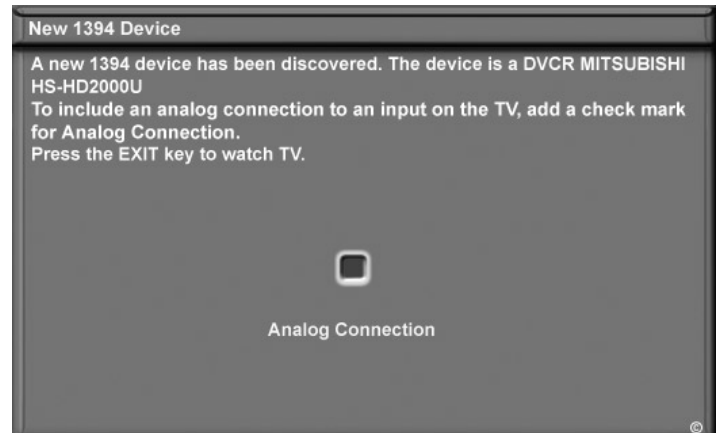 New 1394 Device
A new 1394 device has been discovered. The device is a DVCR MITSUBISHI
HS-HD2000U
To include an analog connection to an input on the TV, add a check mark
for Analog Connection.
Press the EXIT key to watch TV.
Analog Connection
©